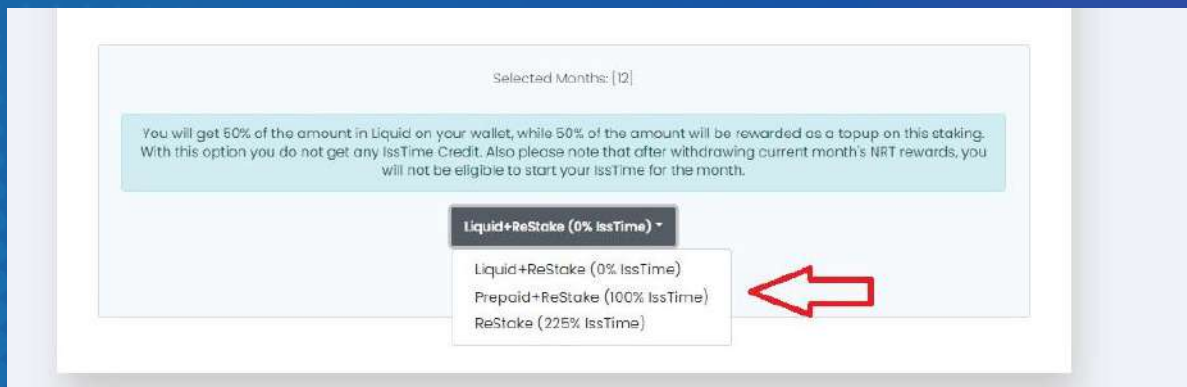 Selected Months: [12]
You will get 50% of the amount in Liquid on your wallet, while 50% of the amount will be rewarded as a topup on this staking.
With this option you do not get any IssTime Credit. Also please note that after withdrawing current month's NRT rewards, you
will not be eligible to start your IssTime for the month.
Liquid+ReStake (0% IssTime)
Liquid+ReStake (0% IssTime)
Prepaid+ReStake (100% IssTime)
ReStake (225% IssTime)